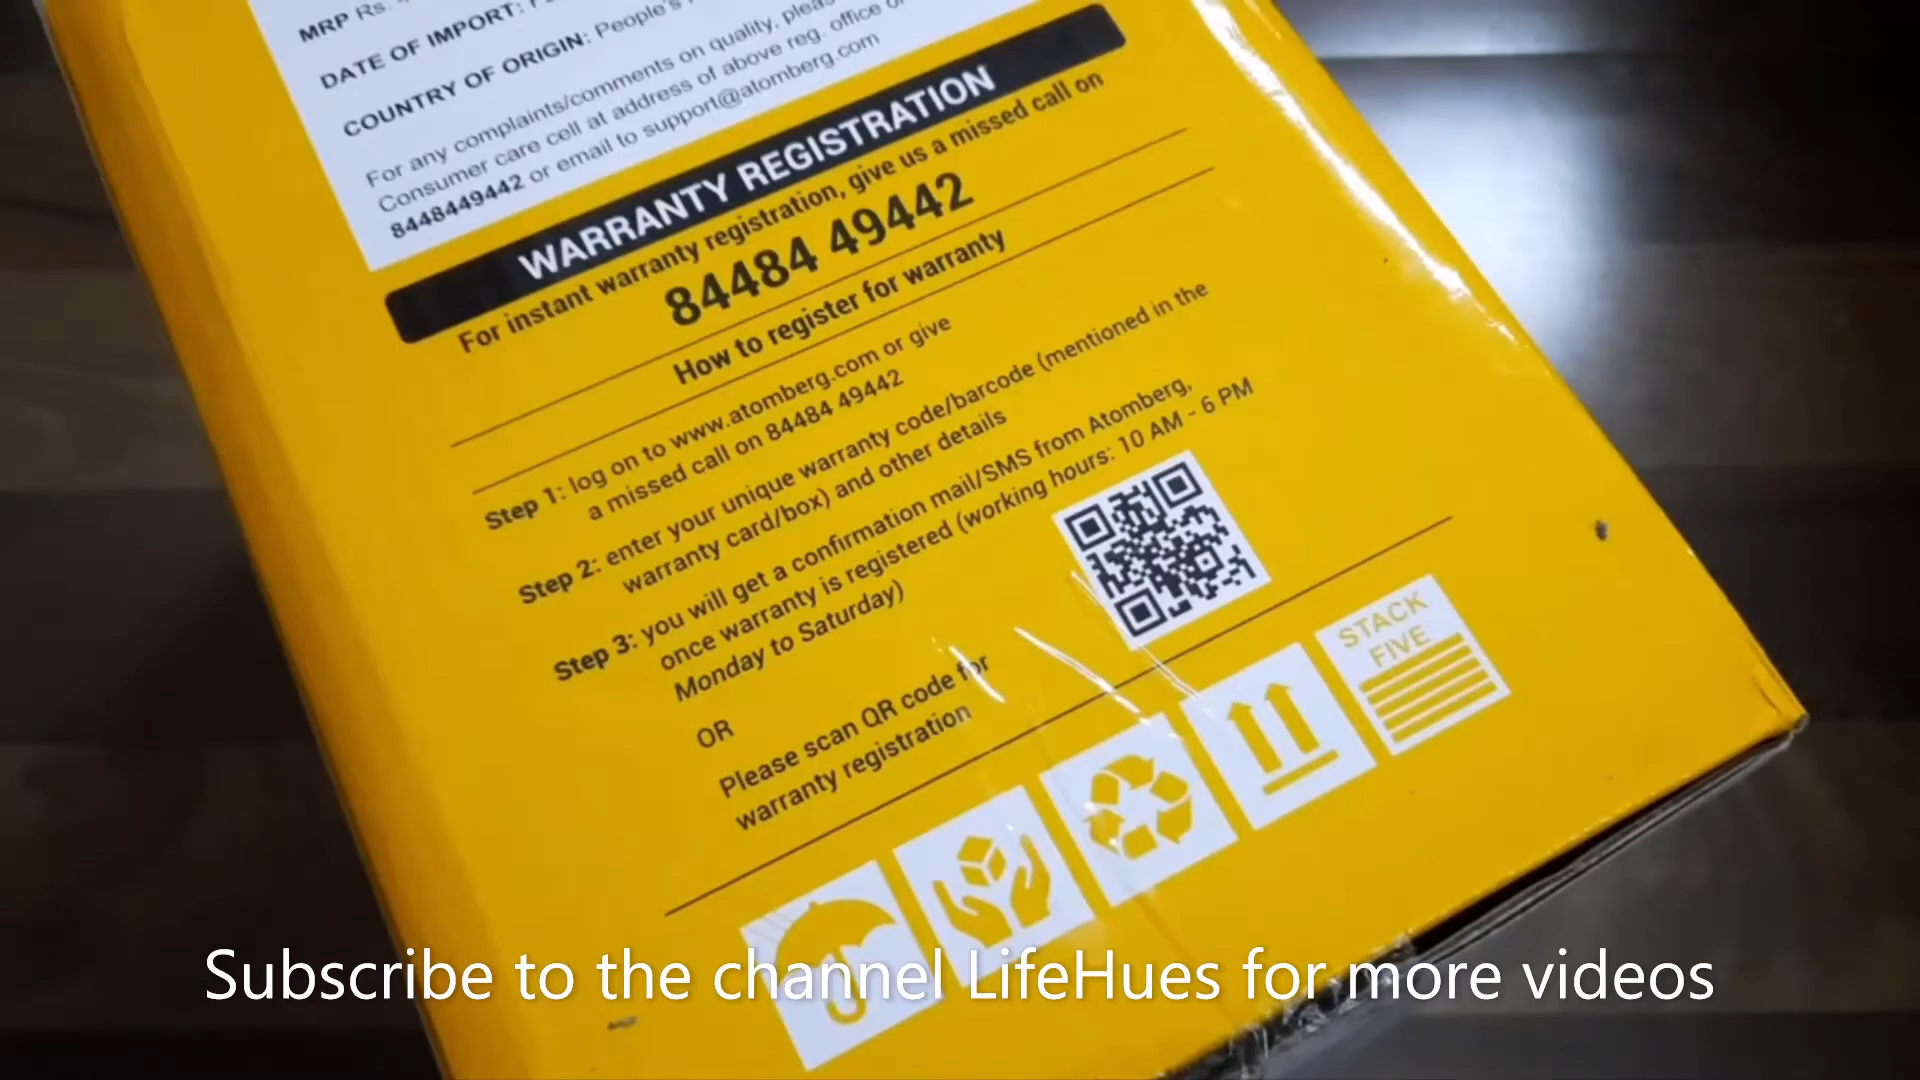 MRP Rs.
DATE OF IMPORT:
COUNTRY OF ORIGIN: People's
For any complaints/comments on quality, please
Consumer care cell at address of above reg. office or
8448449442 or email to support@atomberg.com
WARRANTY REGISTRATION
For instant warranty registration, give us a missed call on
84484 49442
How to register for warranty
Step 1: log on to www.atomberg.com or give
a missed call on 84484 49442
Step 2: enter your unique warranty code/barcode (mentioned in the
warranty card/box) and other details
Step 3: you will get a confirmation mail/SMS from Atomberg,
once warranty is registered (working hours: 10 AM - 6 PM
Monday to Saturday)
OR
Please scan QR code for
warranty registration
STACK
FIVE
Subscribe to the channel LifeHues for more videos